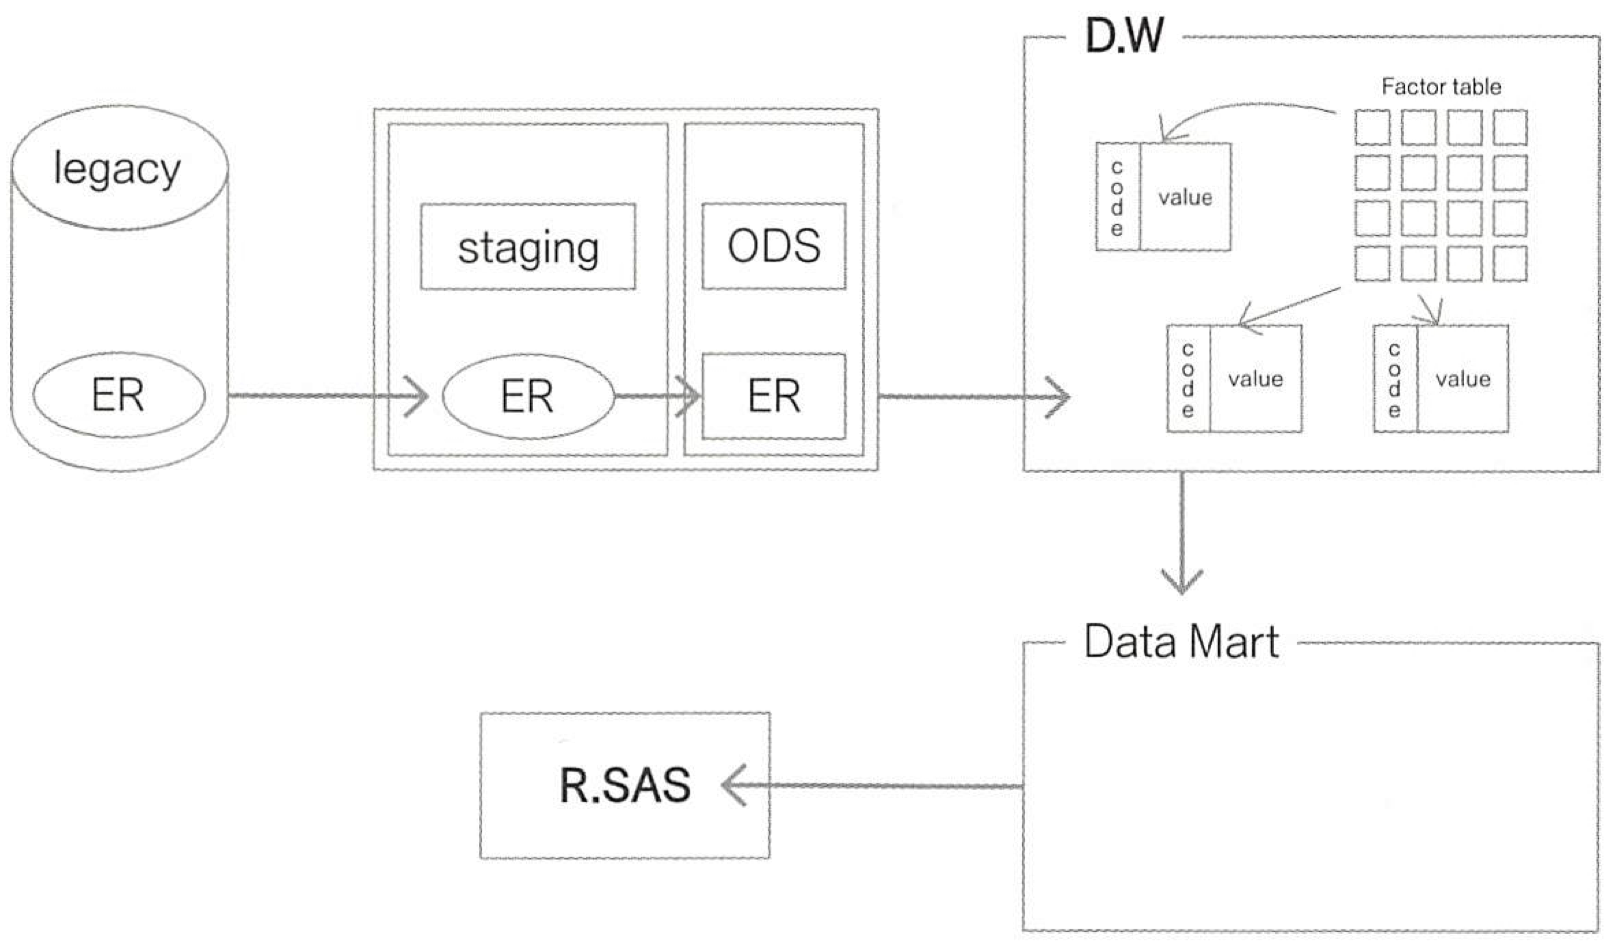 legacy
ER
staging
ER
ODS
ER
D.W
Factor table
code
value
code
value
code
value
Data Mart
R.SAS